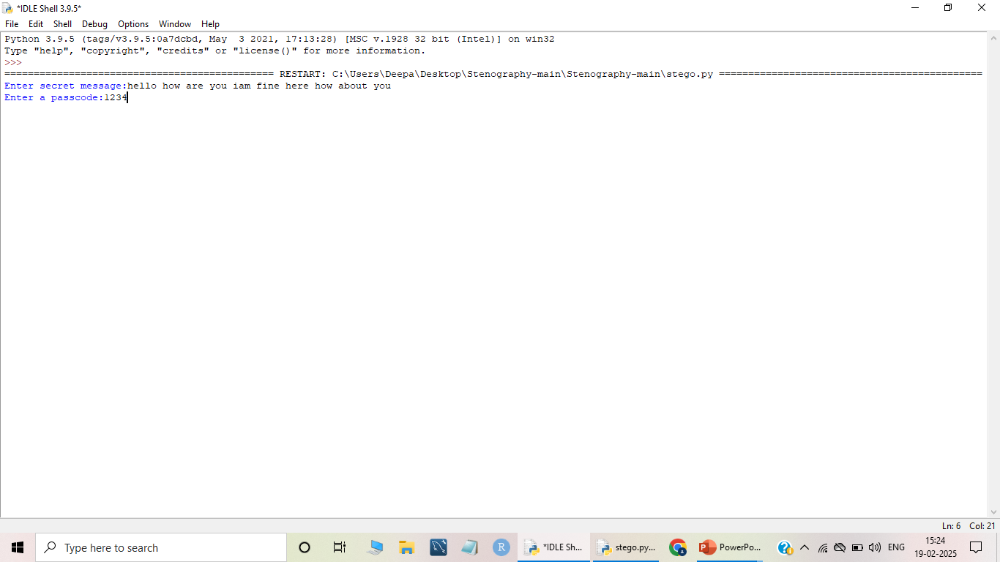 *IDLE Shell 3.9.5*
File Edit Shell Debug Options Window Help
Python 3.9.5 (tags/v3.9.5:0a7dcbd, May  3 2021, 17:13:28) [MSC v.1928 32 bit (Intel)] on win32
Type "help", "copyright", "credits" or "license()" for more information.
>>>
============================================== RESTART: C:\Users\Deepa\Desktop\Stenography-main\Stenography-main\stego.py =============================================
Enter secret message:hello how are you iam fine here how about you
Enter a passcode:1234
Ln: 6 Col: 21
Type here to search R *IDLE Sh... stego.py... P PowerPo... ? ENG 15:24
19-02-2025